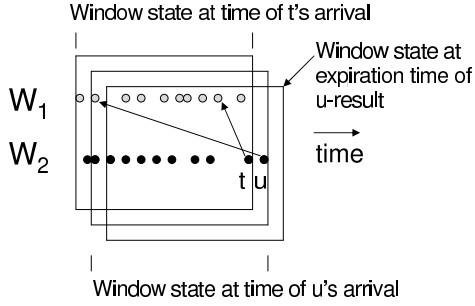 Window state at time of t's arrival
Window state at
expiration time of
u-result
W1
time
W2
t u
Window state at time of u's arrival